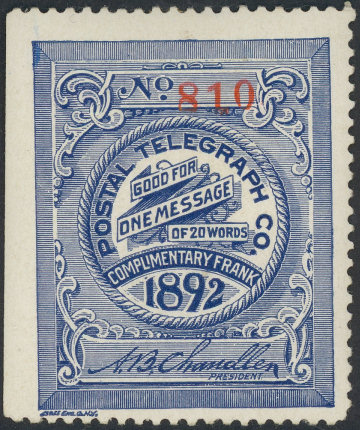 No. 810
POSTAL TELEGRAPH CO.
GOOD FOR
ONE MESSAGE
OF 20 WORDS
COMPLIMENTARY FRANK
1892
A.B. Chandler
PRESIDENT.